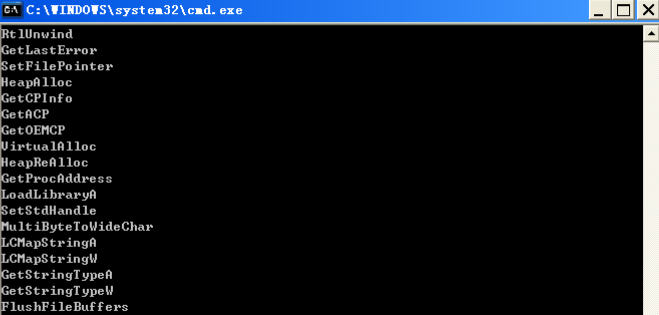 C:\WINDOWS\system32\cmd.exe
RtlUnwind
GetLastError
SetFilePointer
HeapAlloc
GetCPInfo
GetACP
GetOEMCP
VirtualAlloc
HeapReAlloc
GetProcAddress
LoadLibraryA
SetStdHandle
MultiByteToWideChar
LCMapStringA
LCMapStringW
GetStringTypeA
GetStringTypeW
FlushFileBuffers